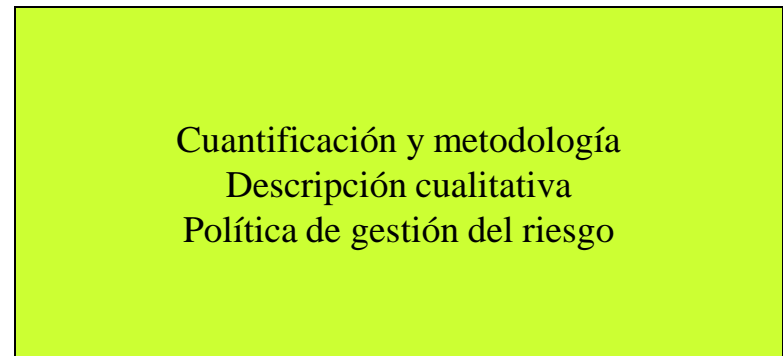 Cuantificación y metodología
Descripción cualitativa
Política de gestión del riesgo